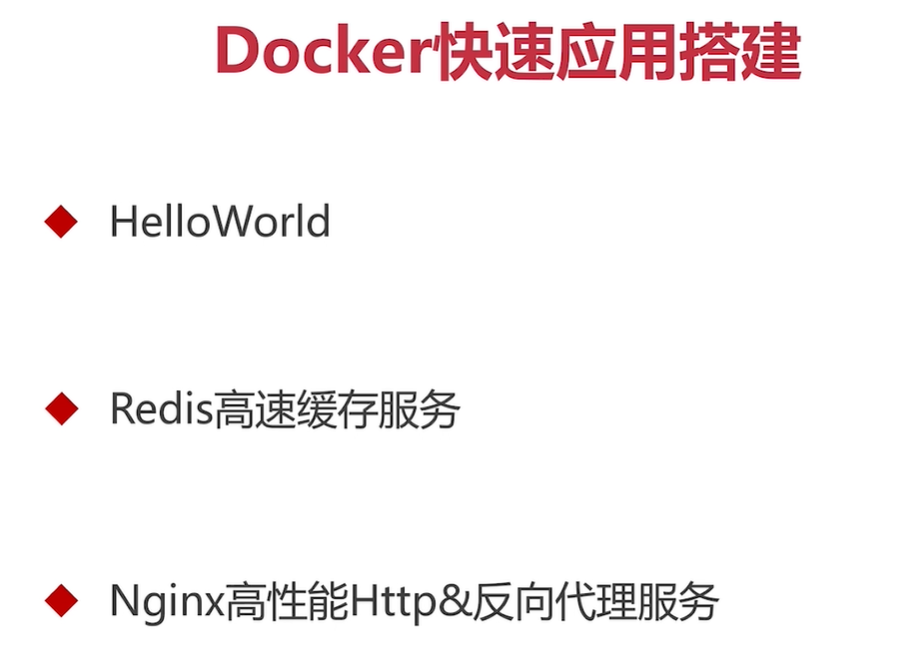 Docker快速应用搭建
HelloWorld
Redis高速缓存服务
Nginx高性能Http&反向代理服务